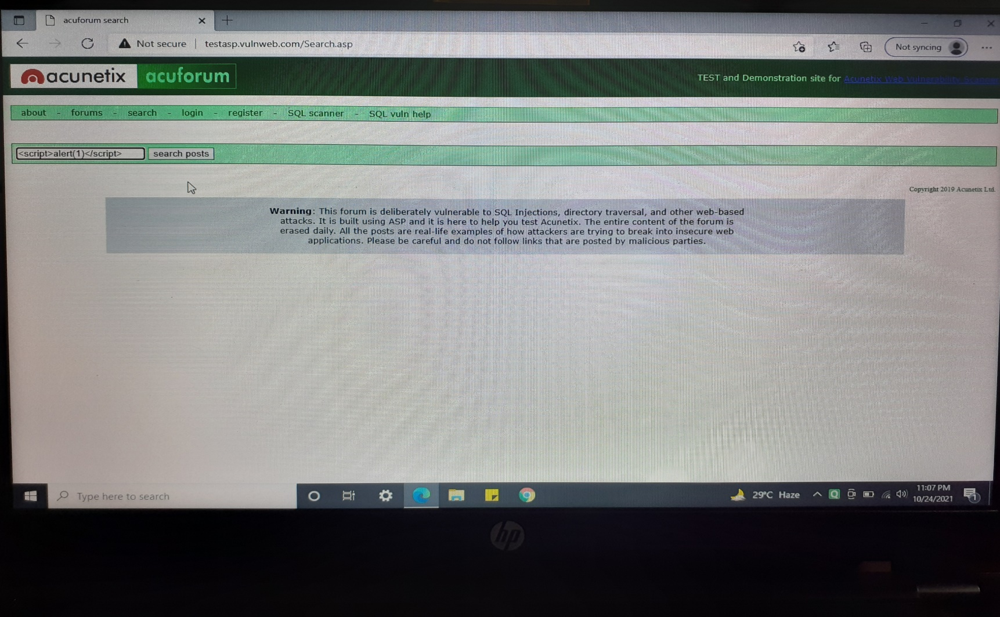 acuforum search
Not secure | testasp.vulnweb.com/Search.asp
Not syncing
acunetix acuforum
TEST and Demonstration site for Acunetix Web Vulnerability Scanner
about - forums - search - login - register - SQL scanner - SQL vuln help
<script>alert(1)</script> search posts
Copyright 2019 Acunetix Ltd.
Warning: This forum is deliberately vulnerable to SQL Injections, directory traversal, and other web-based
attacks. It is built using ASP and it is here to help you test Acunetix. The entire content of the forum is
erased daily. All the posts are real-life examples of how attackers are trying to break into insecure web
applications. Please be careful and do not follow links that are posted by malicious parties.
Type here to search
29°C Haze
11:07 PM
10/24/2021
1
hp